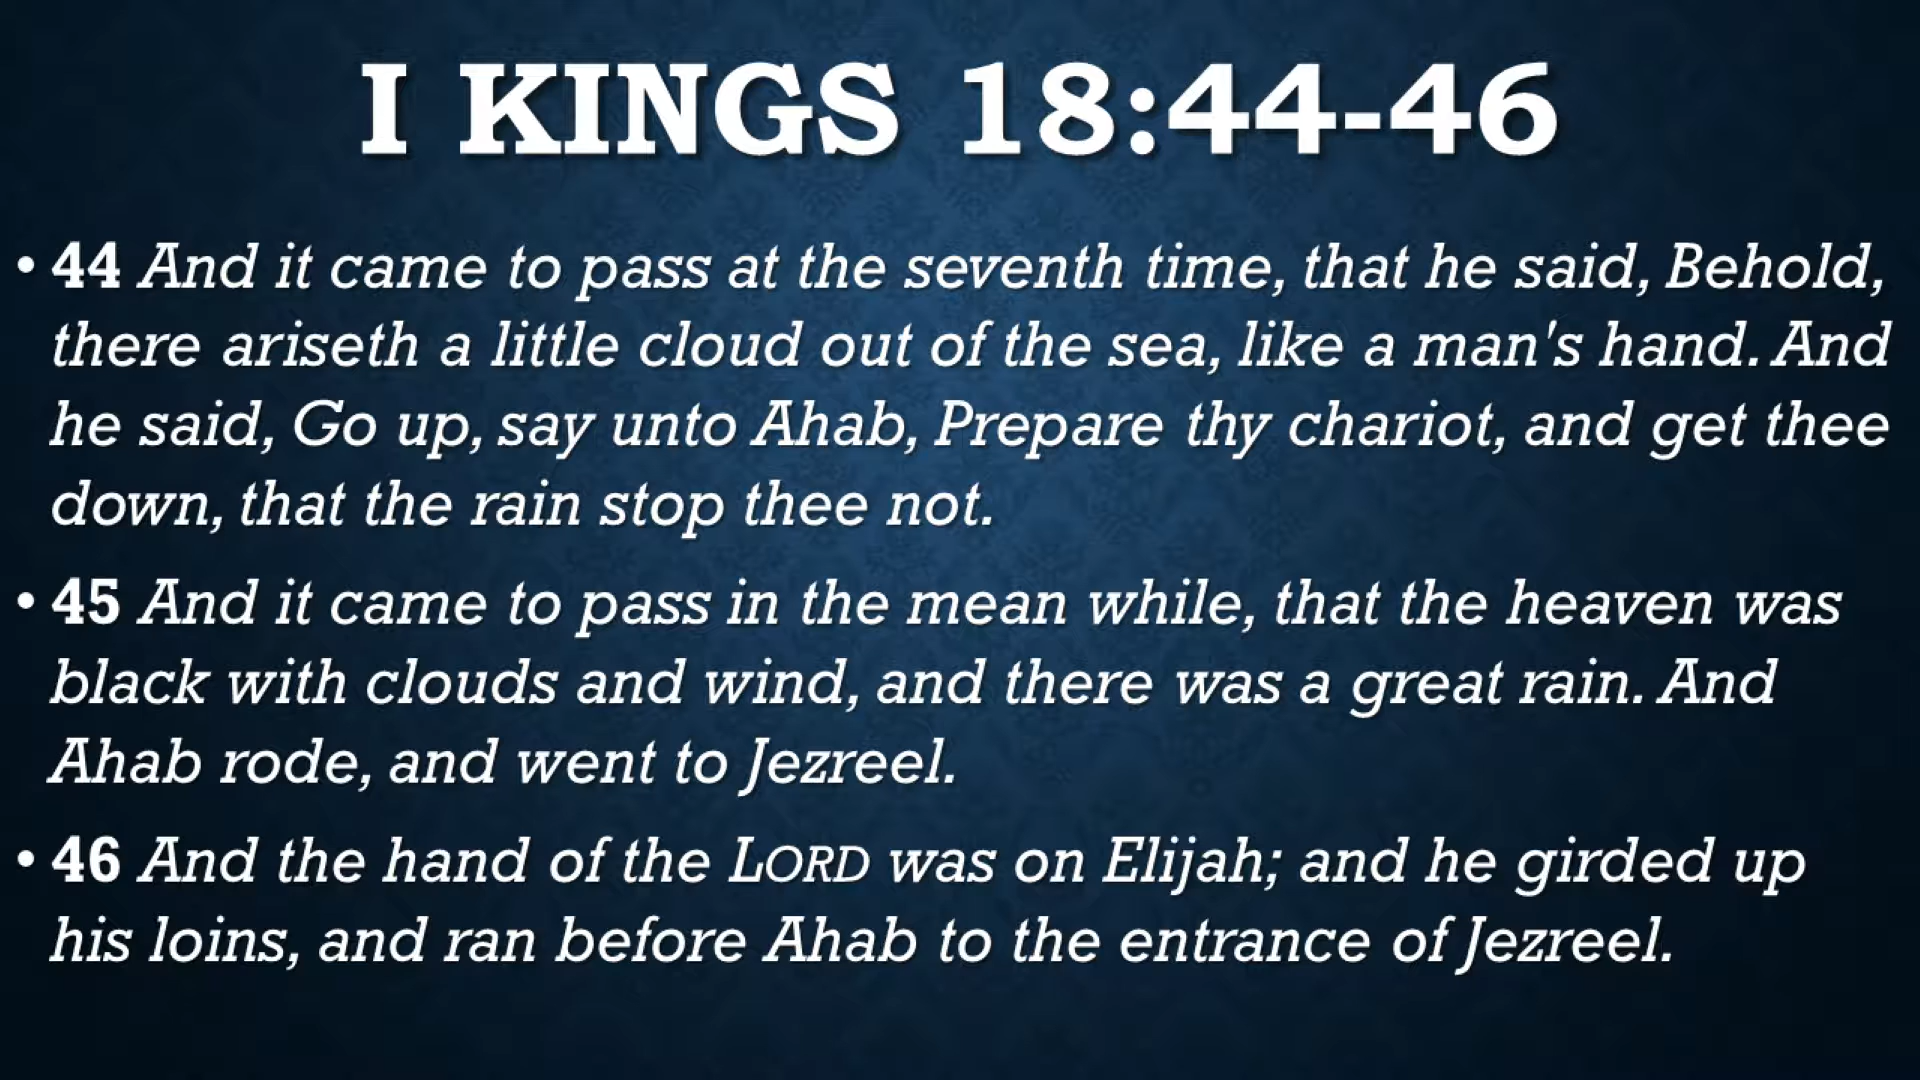 I KINGS 18:44-46
• 44 And it came to pass at the seventh time, that he said, Behold,
there ariseth a little cloud out of the sea, like a man's hand. And
he said, Go up, say unto Ahab, Prepare thy chariot, and get thee
down, that the rain stop thee not.
• 45 And it came to pass in the mean while, that the heaven was
black with clouds and wind, and there was a great rain. And
Ahab rode, and went to Jezreel.
• 46 And the hand of the LORD was on Elijah; and he girded up
his loins, and ran before Ahab to the entrance of Jezreel.